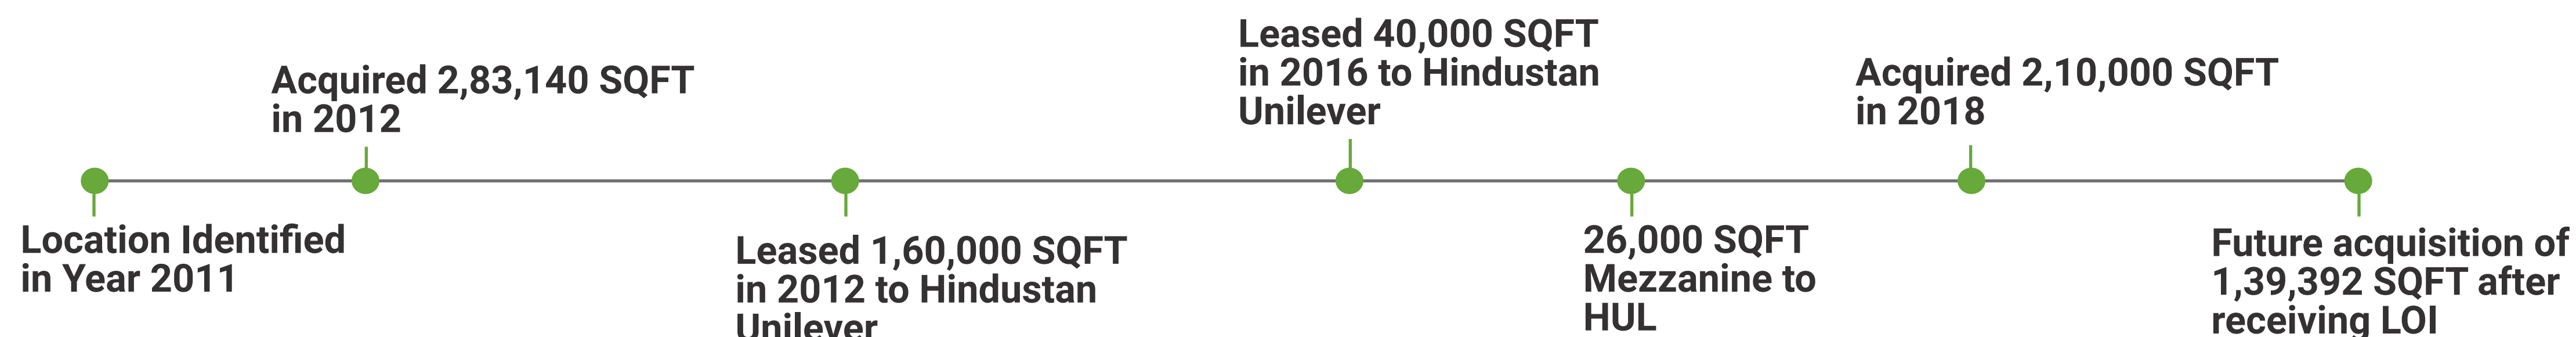 Location Identified
in Year 2011
Acquired 2,83,140 SQFT
in 2012
Leased 1,60,000 SQFT
in 2012 to Hindustan
Unilever
Leased 40,000 SQFT
in 2016 to Hindustan
Unilever
26,000 SQFT
Mezzanine to
HUL
Acquired 2,10,000 SQFT
in 2018
Future acquisition of
1,39,392 SQFT after
receiving LOI